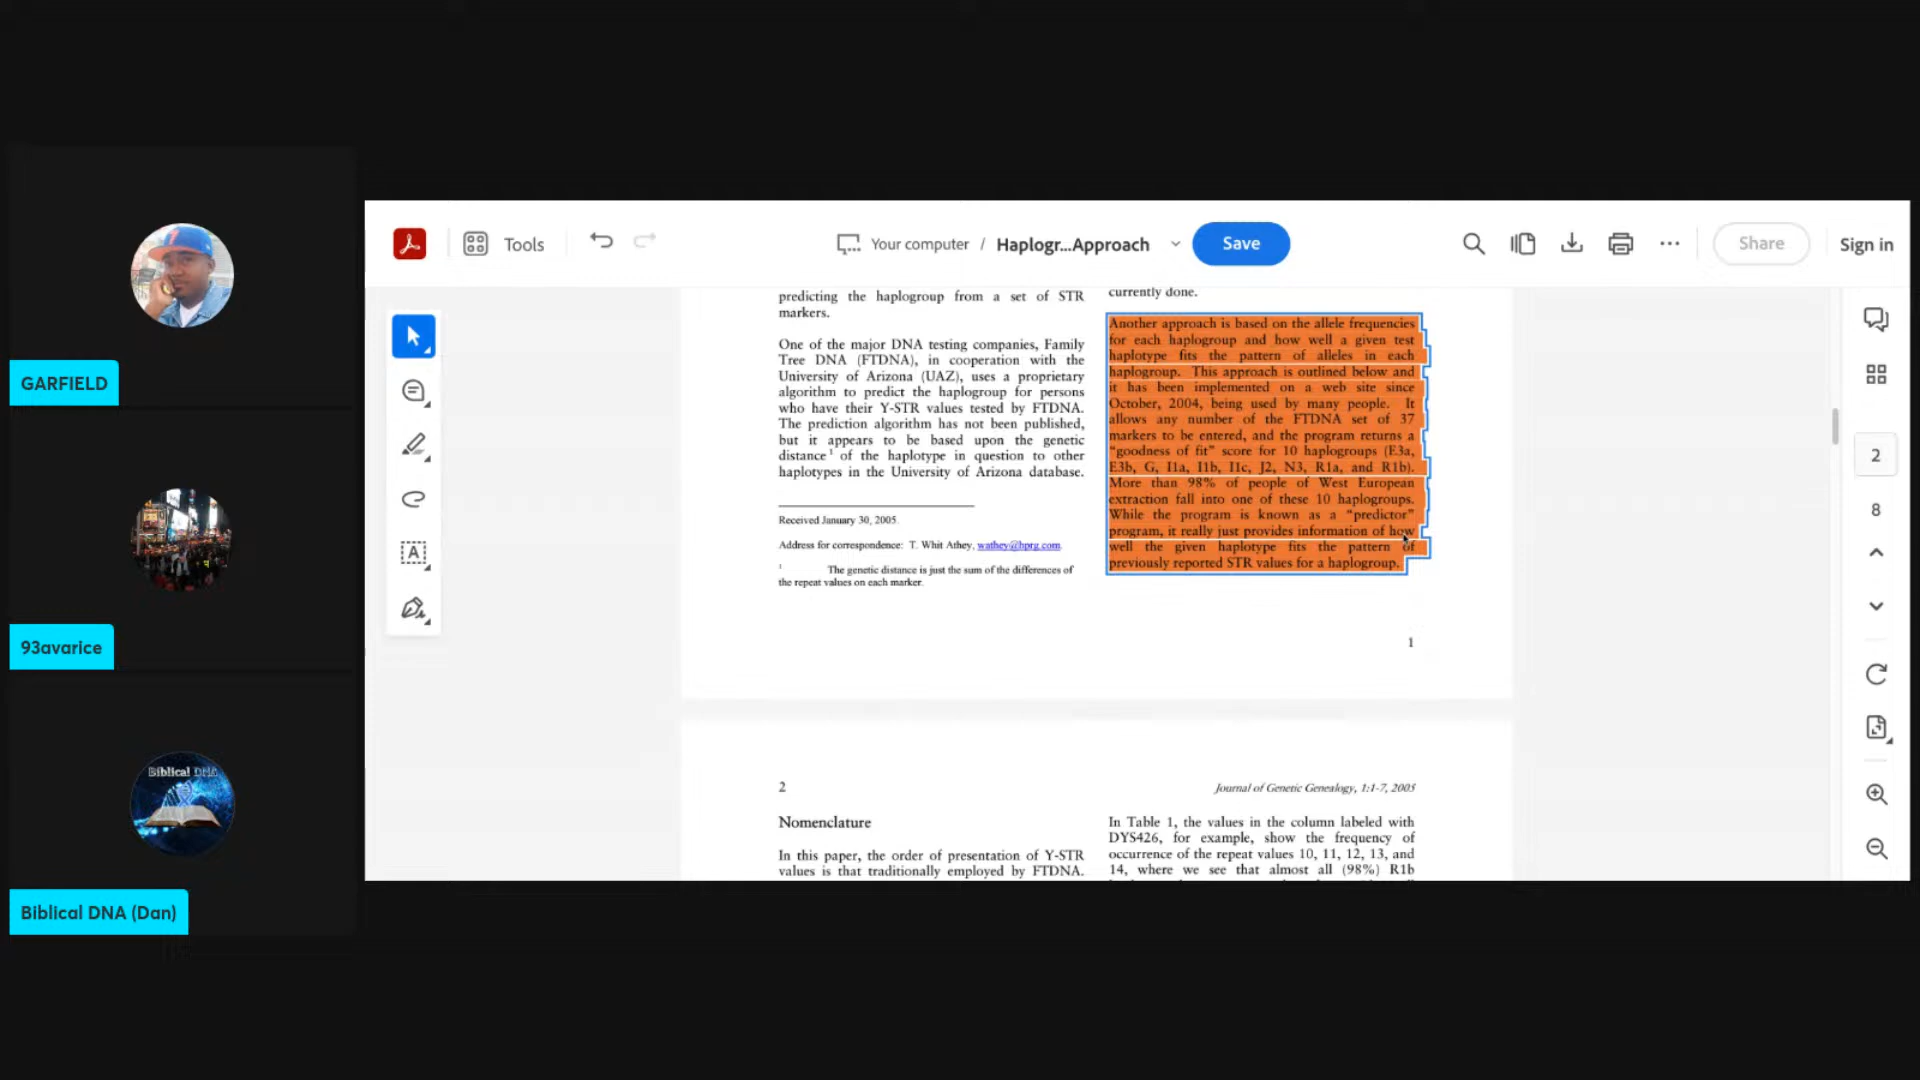 GARFIELD
93avarice
Biblical DNA
Biblical DNA (Dan)
Tools
Your computer / Haplogr...Approach
Save
Share
Sign in
predicting the haplogroup from a set of STR
markers.
One of the major DNA testing companies, Family
Tree DNA (FTDNA), in cooperation with the
University of Arizona (UAZ), uses a proprietary
algorithm to predict the haplogroup for persons
who have their Y-STR values tested by FTDNA.
The prediction algorithm has not been published,
but it appears to be based upon the genetic
distance¹ of the haplotype in question to other
haplotypes in the University of Arizona database.
Received January 30, 2005.
Address for correspondence: T. Whit Athey, wathey@hprg.com.
¹ The genetic distance is just the sum of the differences of
the repeat values on each marker.
currently done.
Another approach is based on the allele frequencies
for each haplogroup and how well a given test
haplotype fits the pattern of alleles in each
haplogroup. This approach is outlined below and
it has been implemented on a web site since
October, 2004, being used by many people. It
allows any number of the FTDNA set of 37
markers to be entered, and the program returns a
“goodness of fit” score for 10 haplogroups (E3a,
E3b, G, I1a, I1b, I1c, J2, N3, R1a, and R1b).
More than 98% of people of West European
extraction fall into one of these 10 haplogroups.
While the program is known as a “predictor”
program, it really just provides information of how
well the given haplotype fits the pattern of
previously reported STR values for a haplogroup.
1
2
Journal of Genetic Genealogy, 1:1-7, 2005
Nomenclature
In this paper, the order of presentation of Y-STR
values is that traditionally employed by FTDNA.
In Table 1, the values in the column labeled with
DYS426, for example, show the frequency of
occurrence of the repeat values 10, 11, 12, 13, and
14, where we see that almost all (98%) R1b
2
8